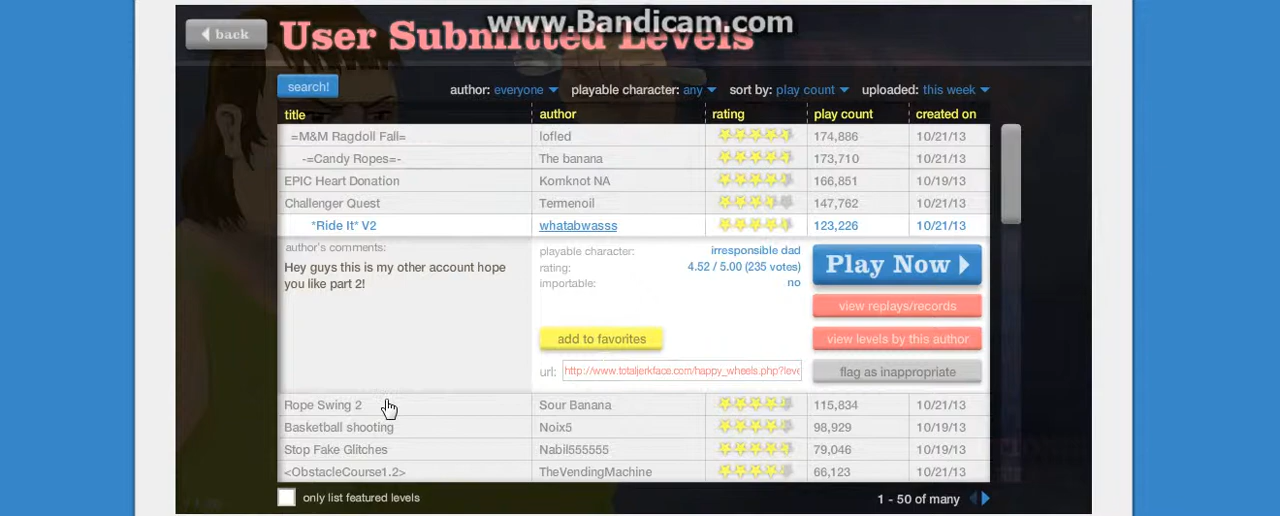 www.Bandicam.com
back
User Submitted Levels
search!
author: everyone playable character: any sort by: play count uploaded: this week
title author rating play count created on
=M&M Ragdoll Fall= lofled 174,886 10/21/13
-=Candy Ropes=- The banana 173,710 10/21/13
EPIC Heart Donation Komknot NA 166,851 10/19/13
Challenger Quest Termenoil 147,762 10/21/13
*Ride It* V2 whatabwasss 123,226 10/21/13
author's comments:
Hey guys this is my other account hope
you like part 2!
playable character: irresponsible dad
rating: 4.52 / 5.00 (235 votes)
importable: no
add to favorites
url: http://www.totaljerkface.com/happy_wheels.php?leve
Play Now
view replays/records
view levels by this author
flag as inappropriate
Rope Swing 2 Sour Banana 115,834 10/21/13
Basketball shooting Noix5 98,929 10/19/13
Stop Fake Glitches Nabil555555 79,046 10/19/13
<ObstacleCourse1.2> TheVendingMachine 66,123 10/21/13
only list featured levels
1 - 50 of many